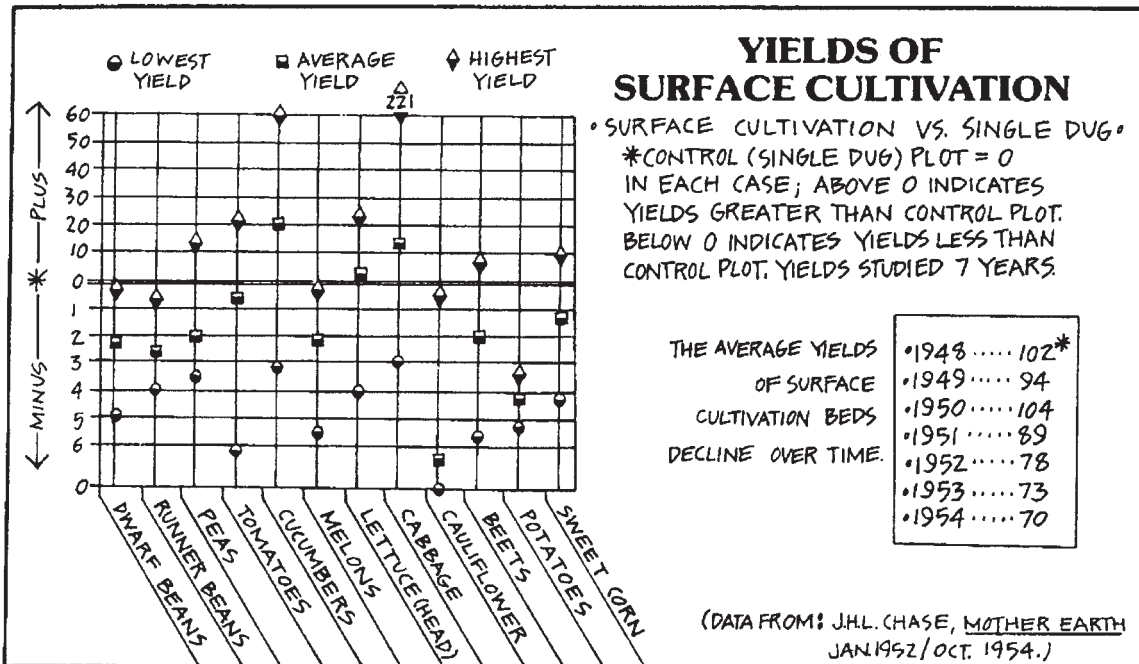 LOWEST YIELD
AVERAGE YIELD
HIGHEST YIELD
221
60
50
40
30
20
10
0
1
2
3
4
5
6
0
←MINUS— * —PLUS→
DWARF BEANS
RUNNER BEANS
PEAS
TOMATOES
CUCUMBERS
MELONS
LETTUCE (HEAD)
CABBAGE
CAULIFLOWER
BEETS
POTATOES
SWEET CORN
YIELDS OF
SURFACE CULTIVATION
• SURFACE CULTIVATION VS. SINGLE DUG •
*CONTROL (SINGLE DUG) PLOT = 0
IN EACH CASE; ABOVE 0 INDICATES
YIELDS GREATER THAN CONTROL PLOT.
BELOW 0 INDICATES YIELDS LESS THAN
CONTROL PLOT. YIELDS STUDIED 7 YEARS.
THE AVERAGE YIELDS
OF SURFACE
CULTIVATION BEDS
DECLINE OVER TIME.
•1948.....102*
•1949.....94
•1950.....104
•1951.....89
•1952.....78
•1953.....73
•1954.....70
(DATA FROM: J.H.L. CHASE, MOTHER EARTH
JAN.1952/OCT. 1954.)